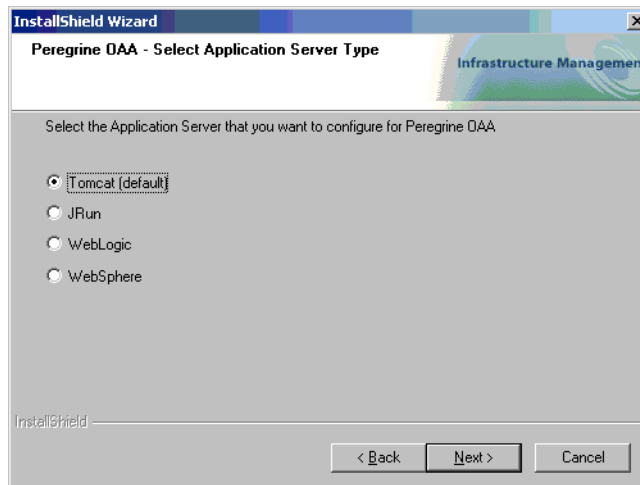 InstallShield Wizard
Peregrine OAA - Select Application Server Type
Infrastructure Managemen
Select the Application Server that you want to configure for Peregrine OAA
Tomcat (default)
JRun
WebLogic
WebSphere
InstallShield
< Back Next > Cancel